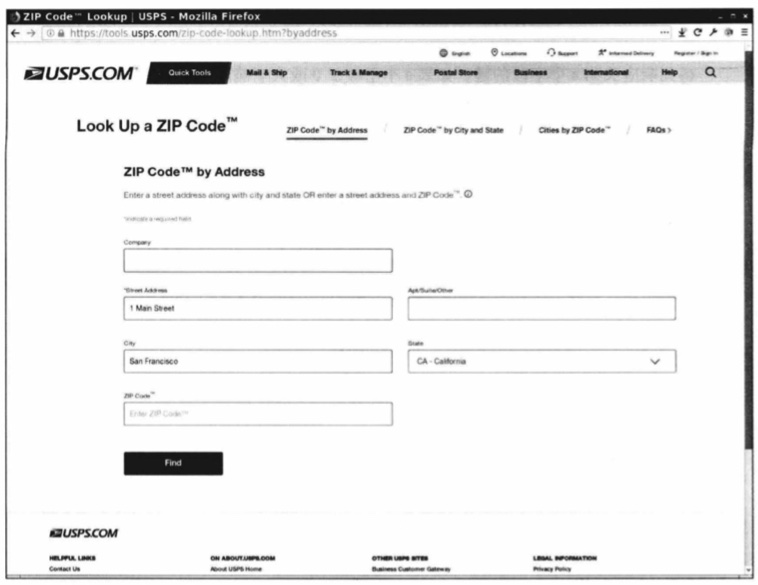 ZIP Code™ Lookup | USPS - Mozilla Firefox
https://tools.usps.com/zip-code-lookup.htm?byaddress
English Locations Support Informed Delivery Register / Sign In
USPS.COM Quick Tools Mail & Ship Track & Manage Postal Store Business International Help
Look Up a ZIP Code™ ZIP Code™ by Address / ZIP Code™ by City and State / Cities by ZIP Code™ / FAQs >
ZIP Code™ by Address
Enter a street address along with city and state OR enter a street address and ZIP Code™.
*indicates a required field
Company
*Street Address Apt/Suite/Other
1 Main Street
City State
San Francisco CA - California
ZIP Code™
Enter ZIP Code™
Find
USPS.COM
HELPFUL LINKS ON ABOUT.USPS.COM OTHER USPS SITES LEGAL INFORMATION
Contact Us About USPS Home Business Customer Gateway Privacy Policy